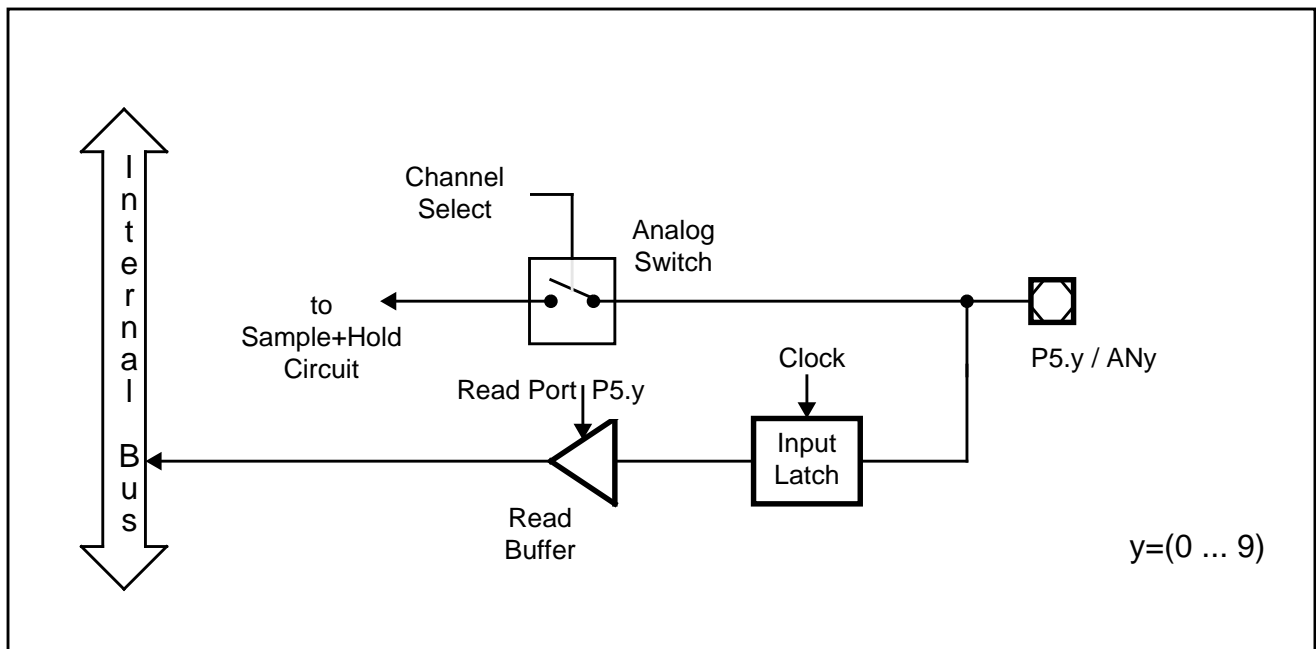 Internal Bus
Channel
Select
Analog
Switch
to
Sample+Hold
Circuit
P5.y / ANy
Clock
Read Port P5.y
Input
Latch
Read
Buffer
y=(0 ... 9)